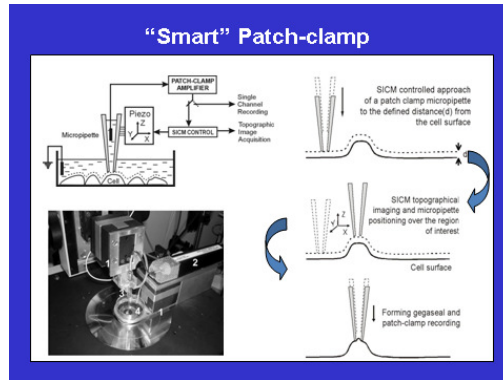 “Smart” Patch-clamp
PATCH-CLAMP
AMPLIFIER
Single
Channel
Recording
Piezo
Z
Y
X
Micropipette
SICM CONTROL
Topographic
Image
Acquisition
Cell
1
2
1
SICM controlled approach
of a patch clamp micropipette
to the defined distance(d) from
the cell surface
d
SICM topographical
imaging and micropipette
positioning over the region
of interest
Z
Y
X
Cell surface
Forming gegaseal and
patch-clamp recording